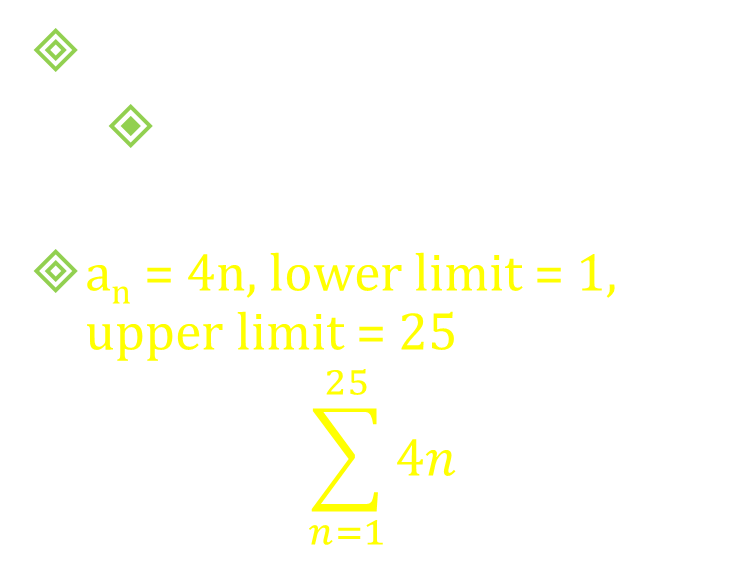 aₙ = 4n, lower limit = 1,
upper limit = 25
25
∑ 4n
n=1